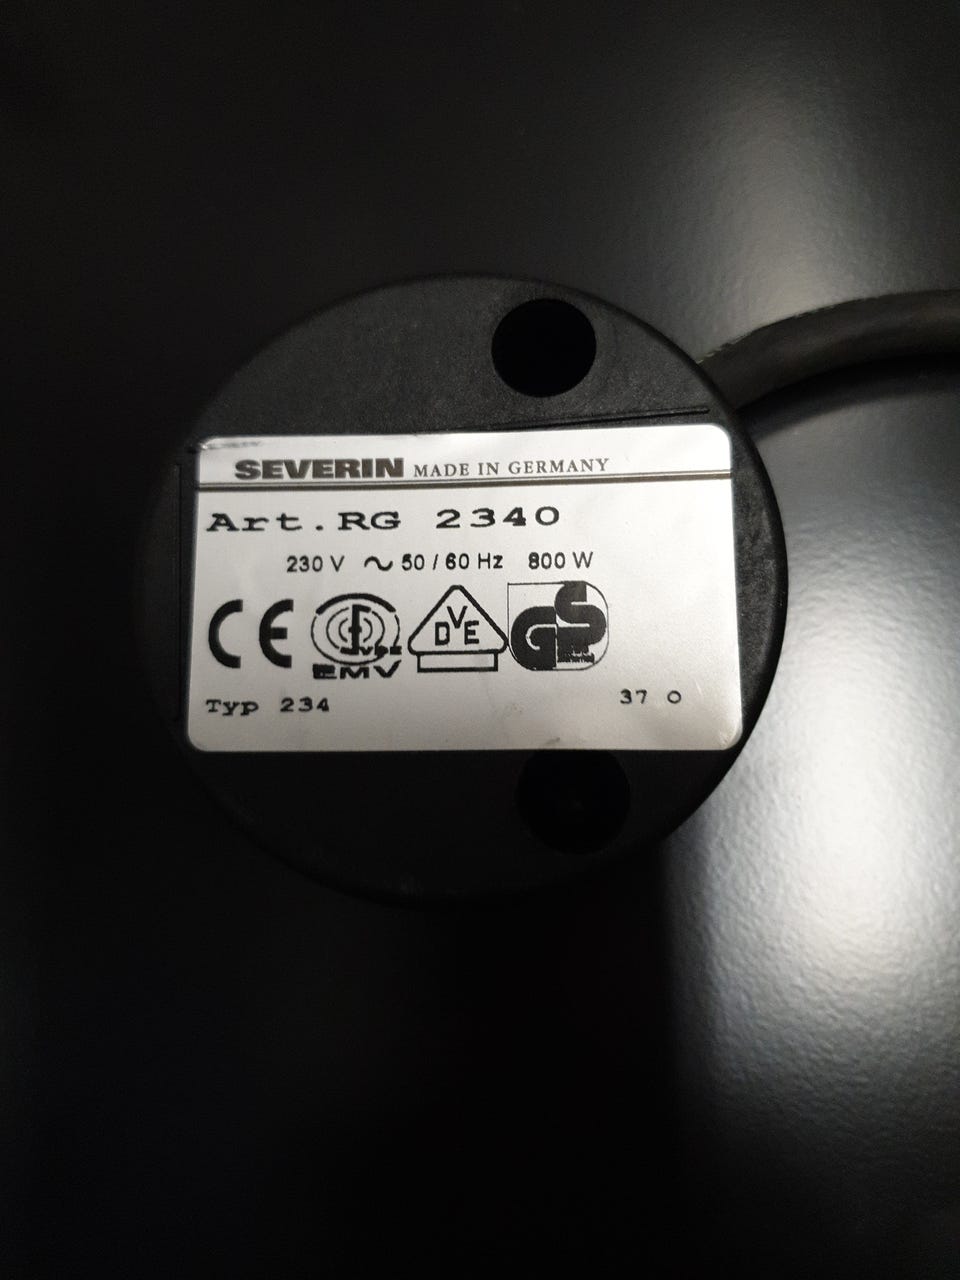 SEVERIN MADE IN GERMANY
Art. RG 2340
230 V ~ 50 / 60 Hz 800 W
CE VDE EMV DVE GS
Typ 234 37 0